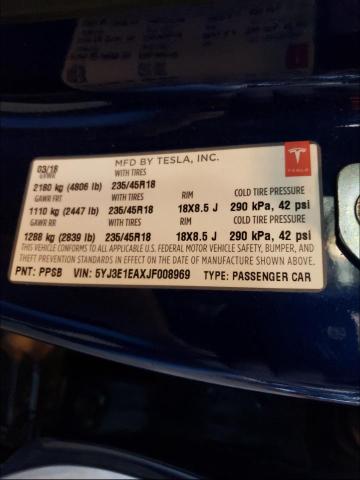 03/18 MFD BY TESLA, INC.
GVWR WITH TIRES
2180 kg (4806 lb) 235/45R18 RIM COLD TIRE PRESSURE
GAWR FRT WITH TIRES
1110 kg (2447 lb) 235/45R18 18X8.5 J 290 kPa, 42 psi
GAWR RR WITH TIRES RIM COLD TIRE PRESSURE
1288 kg (2839 lb) 235/45R18 18X8.5 J 290 kPa, 42 psi
THIS VEHICLE CONFORMS TO ALL APPLICABLE U.S. FEDERAL MOTOR VEHICLE SAFETY, BUMPER, AND
THEFT PREVENTION STANDARDS IN EFFECT ON THE DATE OF MANUFACTURE SHOWN ABOVE.
PNT: PPSB VIN: 5YJ3E1EAXJF008969 TYPE: PASSENGER CAR
TESLA